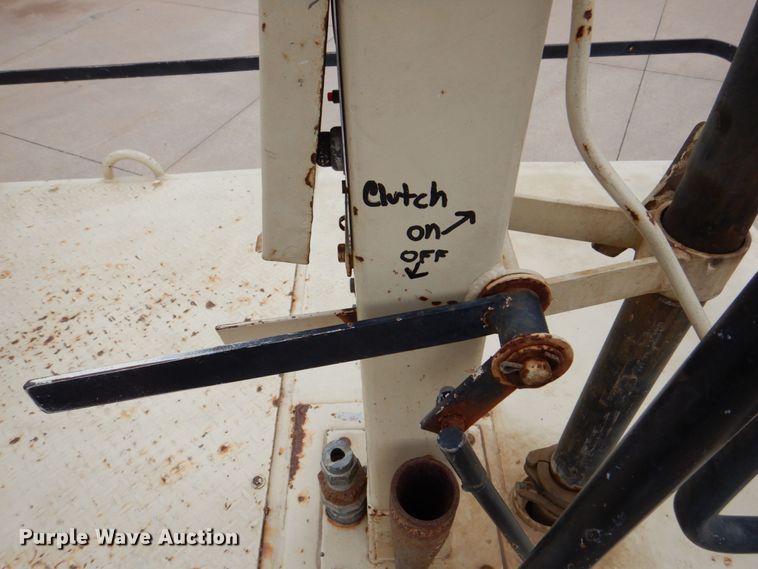 Clutch
on
OFF
Purple Wave Auction